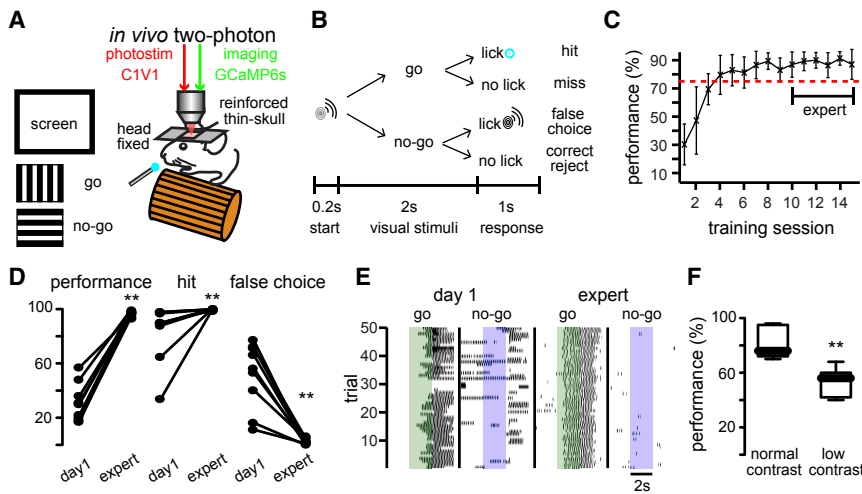 A
in vivo two-photon
photostim
C1V1
imaging
GCaMP6s
reinforced
thin-skull
head
fixed
screen
go
no-go
B
go
no-go
lick
no lick
lick
no lick
hit
miss
false
choice
correct
reject
0.2s
2s
1s
start
visual stimuli
response
C
performance (%)
90
70
50
30
10
expert
2 4 6 8 10 12 14
training session
D
performance hit false choice
** ** **
100
60
20
day1 expert day1 expert day1 expert
E
day 1 expert
go no-go go no-go
trial
50
40
30
20
10
2s
F
performance (%)
100
80
60
40
20
**
normal
contrast
low
contrast